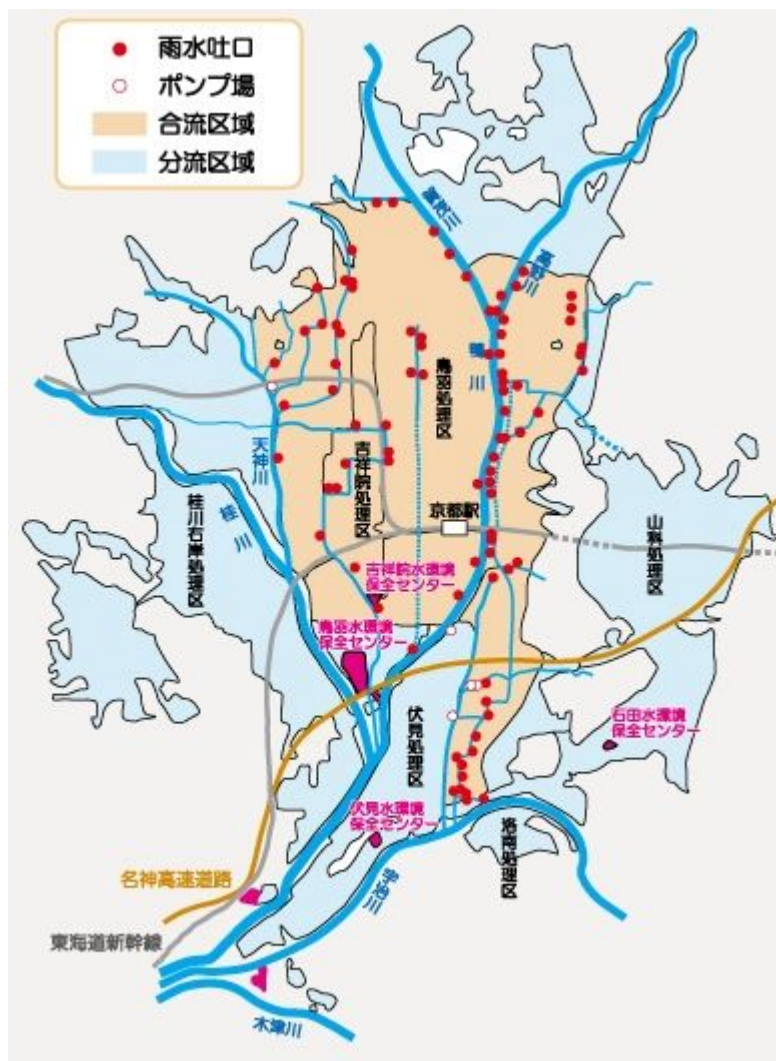 雨水吐口
ポンプ場
合流区域
分流区域
賀茂川
高野川
鴨川
鳥羽処理区
天神川
吉祥院処理区
桂川
桂川右岸処理区
京都駅
山科処理区
吉祥院水環境
保全センター
鳥羽水環境
保全センター
伏見処理区
石田水環境
保全センター
伏見水環境
保全センター
洛南処理区
宇治川
名神高速道路
東海道新幹線
木津川